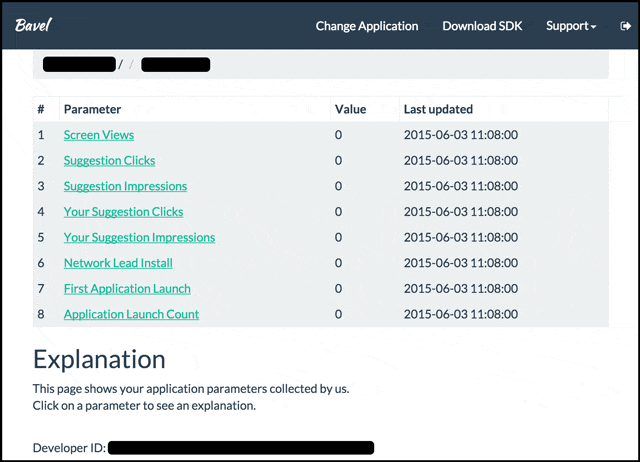 Bavel Change Application Download SDK Support
/ /
# Parameter Value Last updated
1 Screen Views 0 2015-06-03 11:08:00
2 Suggestion Clicks 0 2015-06-03 11:08:00
3 Suggestion Impressions 0 2015-06-03 11:08:00
4 Your Suggestion Clicks 0 2015-06-03 11:08:00
5 Your Suggestion Impressions 0 2015-06-03 11:08:00
6 Network Lead Install 0 2015-06-03 11:08:00
7 First Application Launch 0 2015-06-03 11:08:00
8 Application Launch Count 0 2015-06-03 11:08:00
Explanation
This page shows your application parameters collected by us.
Click on a parameter to see an explanation.
Developer ID: